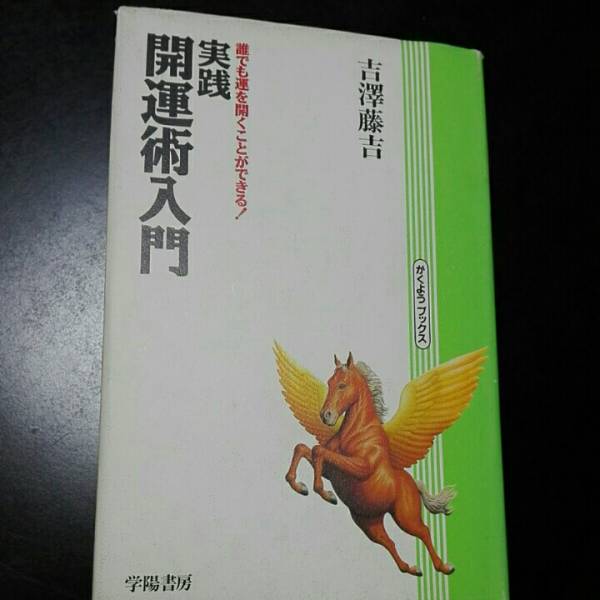 吉澤藤吉
誰でも運を開くことができる!
実践
開運術入門
がくようブックス
学陽書房